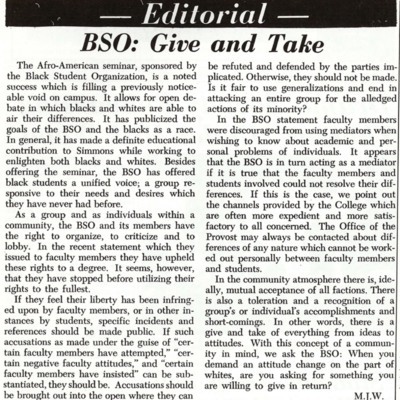 — Editorial —
BSO: Give and Take
The Afro-American seminar, sponsored by
the Black Student Organization, is a noted
success which is filling a previously notice-
able void on campus. It allows for open de-
bate in which blacks and whites are able to
air their differences. It has publicized the
goals of the BSO and the blacks as a race.
In general, it has made a definite educational
contribution to Simmons while working to
enlighten both blacks and whites. Besides
offering the seminar, the BSO has offered
black students a unified voice; a group re-
sponsive to their needs and desires which
they have never had before.
As a group and as individuals within a
community, the BSO and its members have
the right to organize, to criticize and to
lobby. In the recent statement which they
issued to faculty members they have upheld
these rights to a degree. It seems, however,
that they have stopped before utilizing their
rights to the fullest.
If they feel their liberty has been infring-
ed upon by faculty members, or in other in-
stances by students, specific incidents and
references should be made public. If such
accusations as made under the guise of "cer-
tain faculty members have attempted," "cer-
tain negative faculty attitudes," and "certain
faculty members have insisted" can be sub-
stantiated, they should be. Accusations should
be brought out into the open where they can
be refuted and defended by the parties im-
plicated. Otherwise, they should not be made.
Is it fair to use generalizations and end in
attacking an entire group for the alledged
actions of its minority?
In the BSO statement faculty members
were discouraged from using mediators when
wishing to know about academic and per-
sonal problems of individuals. It appears
that the BSO is in turn acting as a mediator
if it is true that the faculty members and
students involved could not resolve their dif-
ferences. If this is the case, we point out
the channels provided by the College which
are often more expedient and more satis-
factory to all concerned. The Office of the
Provost may always be contacted about dif-
ferences of any nature which cannot be work-
ed out personally between faculty members
and students.
In the community atmosphere there is, ide-
ally, mutual acceptance of all factions. There
is also a toleration and a recognition of a
group's or individual's accomplishments and
short-comings. In other words, there is a
give and take of everything from ideas to
attitudes. With this concept of a commu-
nity in mind, we ask the BSO: When you
demand an attitude change on the part of
whites, are you asking for something you
are willing to give in return?
M.I.W.